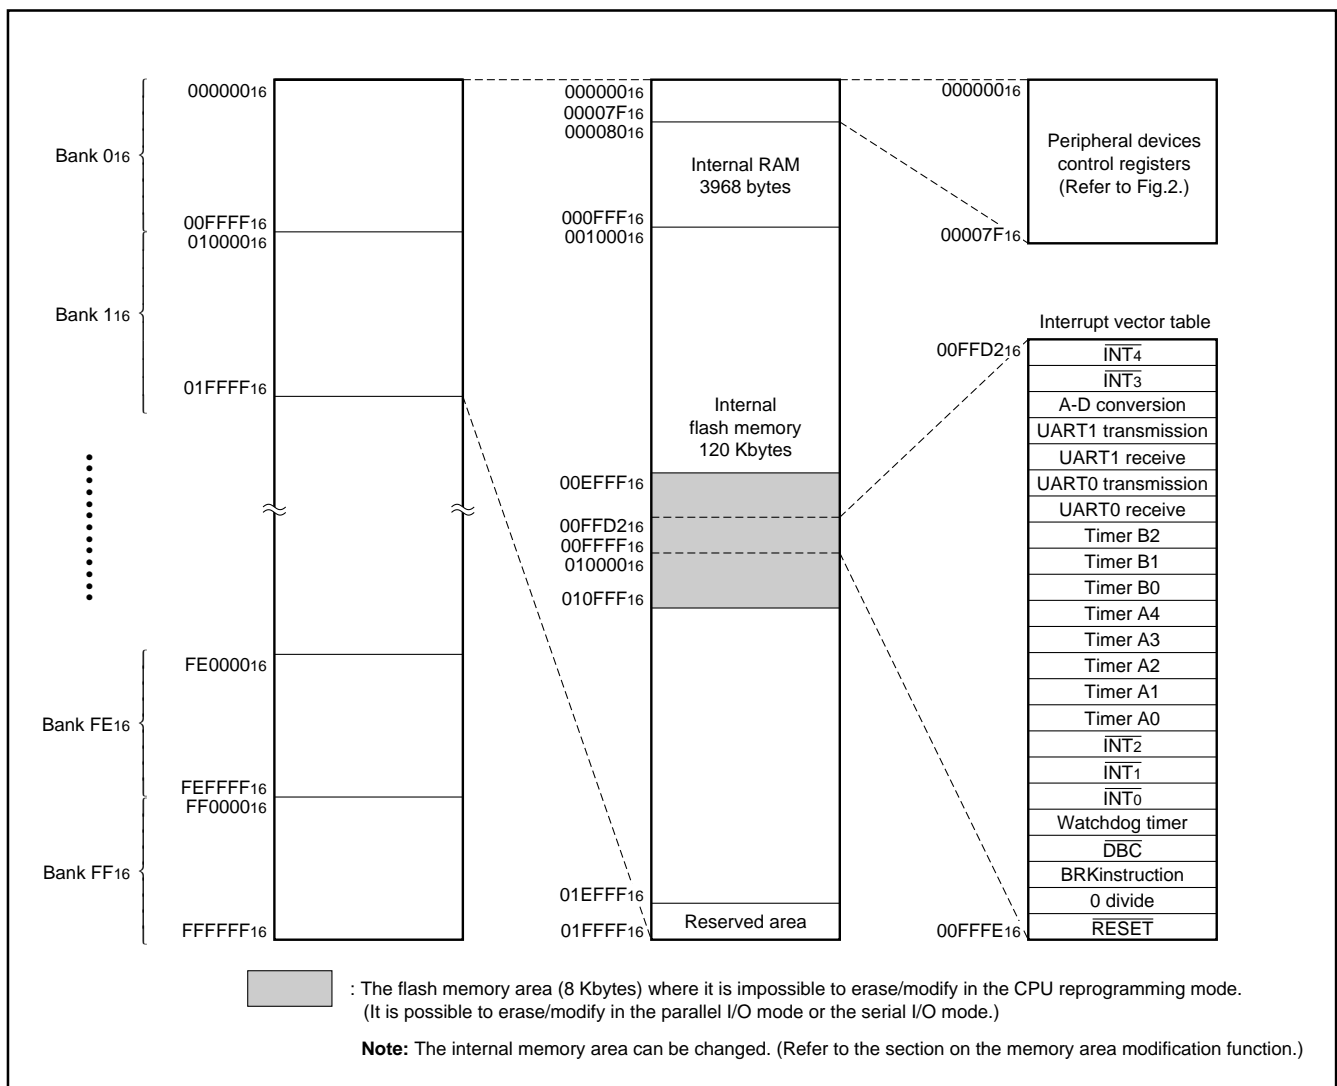 Bank 016
Bank 116
Bank FE16
Bank FF16
00000016
00FFFF16
01000016
01FFFF16
FE000016
FEFFFF16
FF000016
FFFFFF16
00000016
00007F16
00008016
Internal RAM
3968 bytes
000FFF16
00100016
Internal
flash memory
120 Kbytes
00EFFF16
00FFD216
00FFFF16
01000016
010FFF16
01EFFF16
01FFFF16
Reserved area
00000016
Peripheral devices
control registers
(Refer to Fig.2.)
00007F16
Interrupt vector table
00FFD216
INT4
INT3
A-D conversion
UART1 transmission
UART1 receive
UART0 transmission
UART0 receive
Timer B2
Timer B1
Timer B0
Timer A4
Timer A3
Timer A2
Timer A1
Timer A0
INT2
INT1
INT0
Watchdog timer
DBC
BRKinstruction
0 divide
RESET
00FFFE16
: The flash memory area (8 Kbytes) where it is impossible to erase/modify in the CPU reprogramming mode.
(It is possible to erase/modify in the parallel I/O mode or the serial I/O mode.)
Note: The internal memory area can be changed. (Refer to the section on the memory area modification function.)